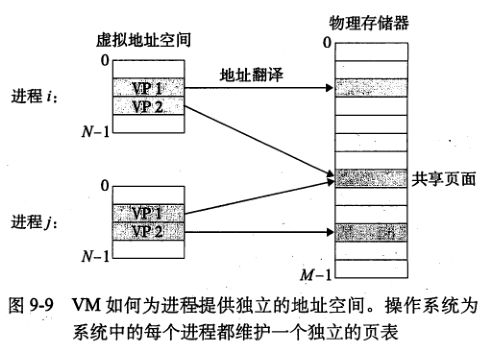 虚拟地址空间
物理存储器
0
0
地址翻译
进程 i:
VP 1
VP 2
N-1
共享页面
0
进程 j:
VP 1
VP 2
N-1
M-1
图 9-9 VM 如何为进程提供独立的地址空间。操作系统为
系统中的每个进程都维护一个独立的页表